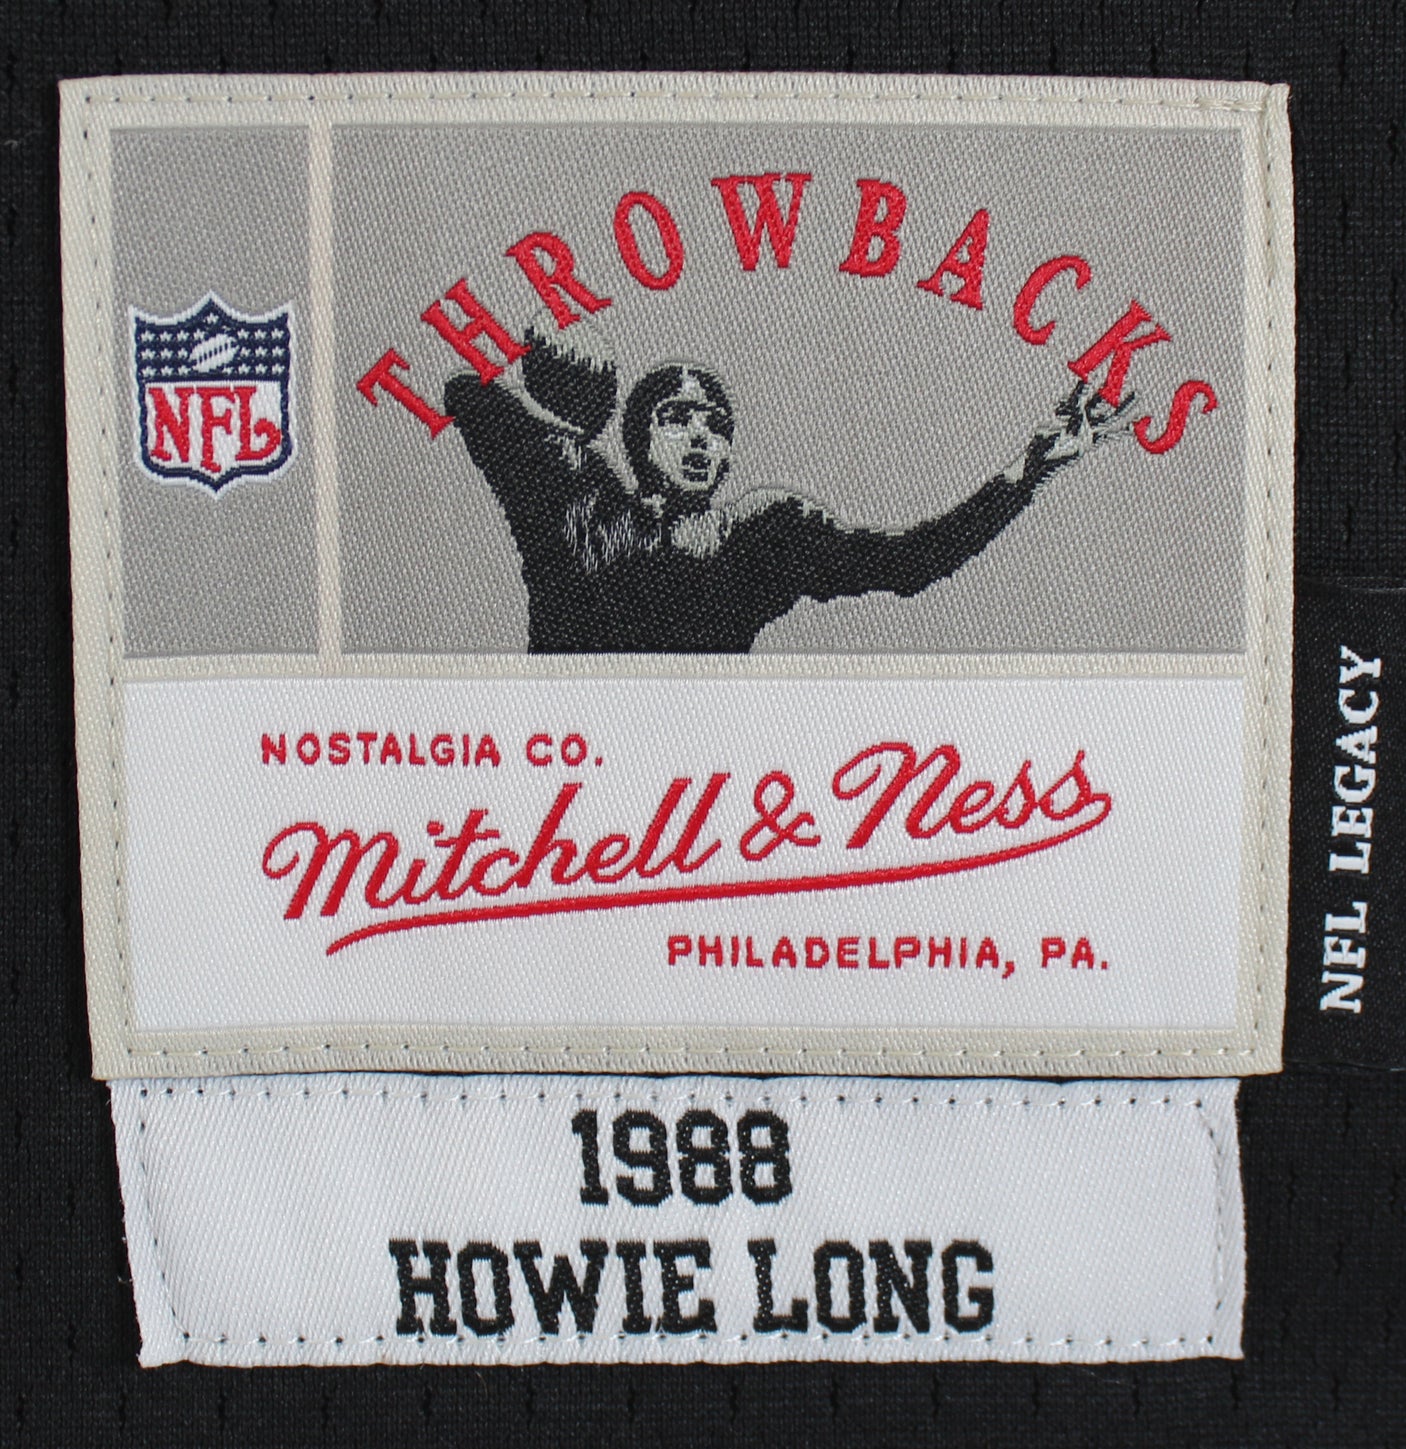 THROWBACKS
NFL
NOSTALGIA CO.
Mitchell & Ness
PHILADELPHIA, PA.
NFL LEGACY
1988
HOWIE LONG